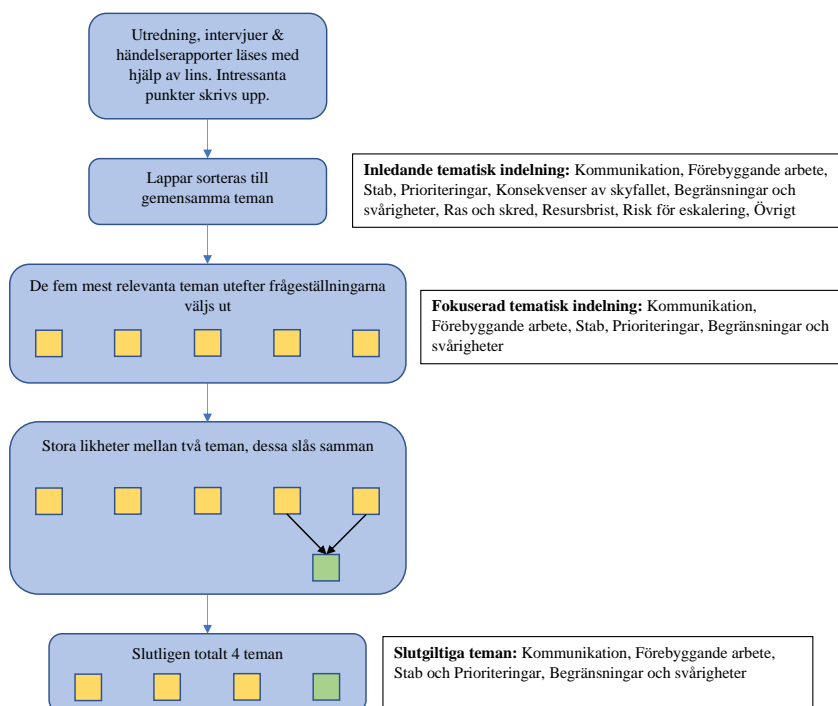 Utredning, intervjuer &
händelserapporter läses med
hjälp av lins. Intressanta
punkter skrivs upp.
Lappar sorteras till
gemensamma teman
Inledande tematisk indelning: Kommunikation, Förebyggande arbete,
Stab, Prioriteringar, Konsekvenser av skyfallet, Begränsningar och
svårigheter, Ras och skred, Resursbrist, Risk för eskalering, Övrigt
De fem mest relevanta teman utefter frågeställningarna
väljs ut
Fokuserad tematisk indelning: Kommunikation,
Förebyggande arbete, Stab, Prioriteringar, Begränsningar och
svårigheter
Stora likheter mellan två teman, dessa slås samman
Slutligen totalt 4 teman
Slutgiltiga teman: Kommunikation, Förebyggande arbete,
Stab och Prioriteringar, Begränsningar och svårigheter